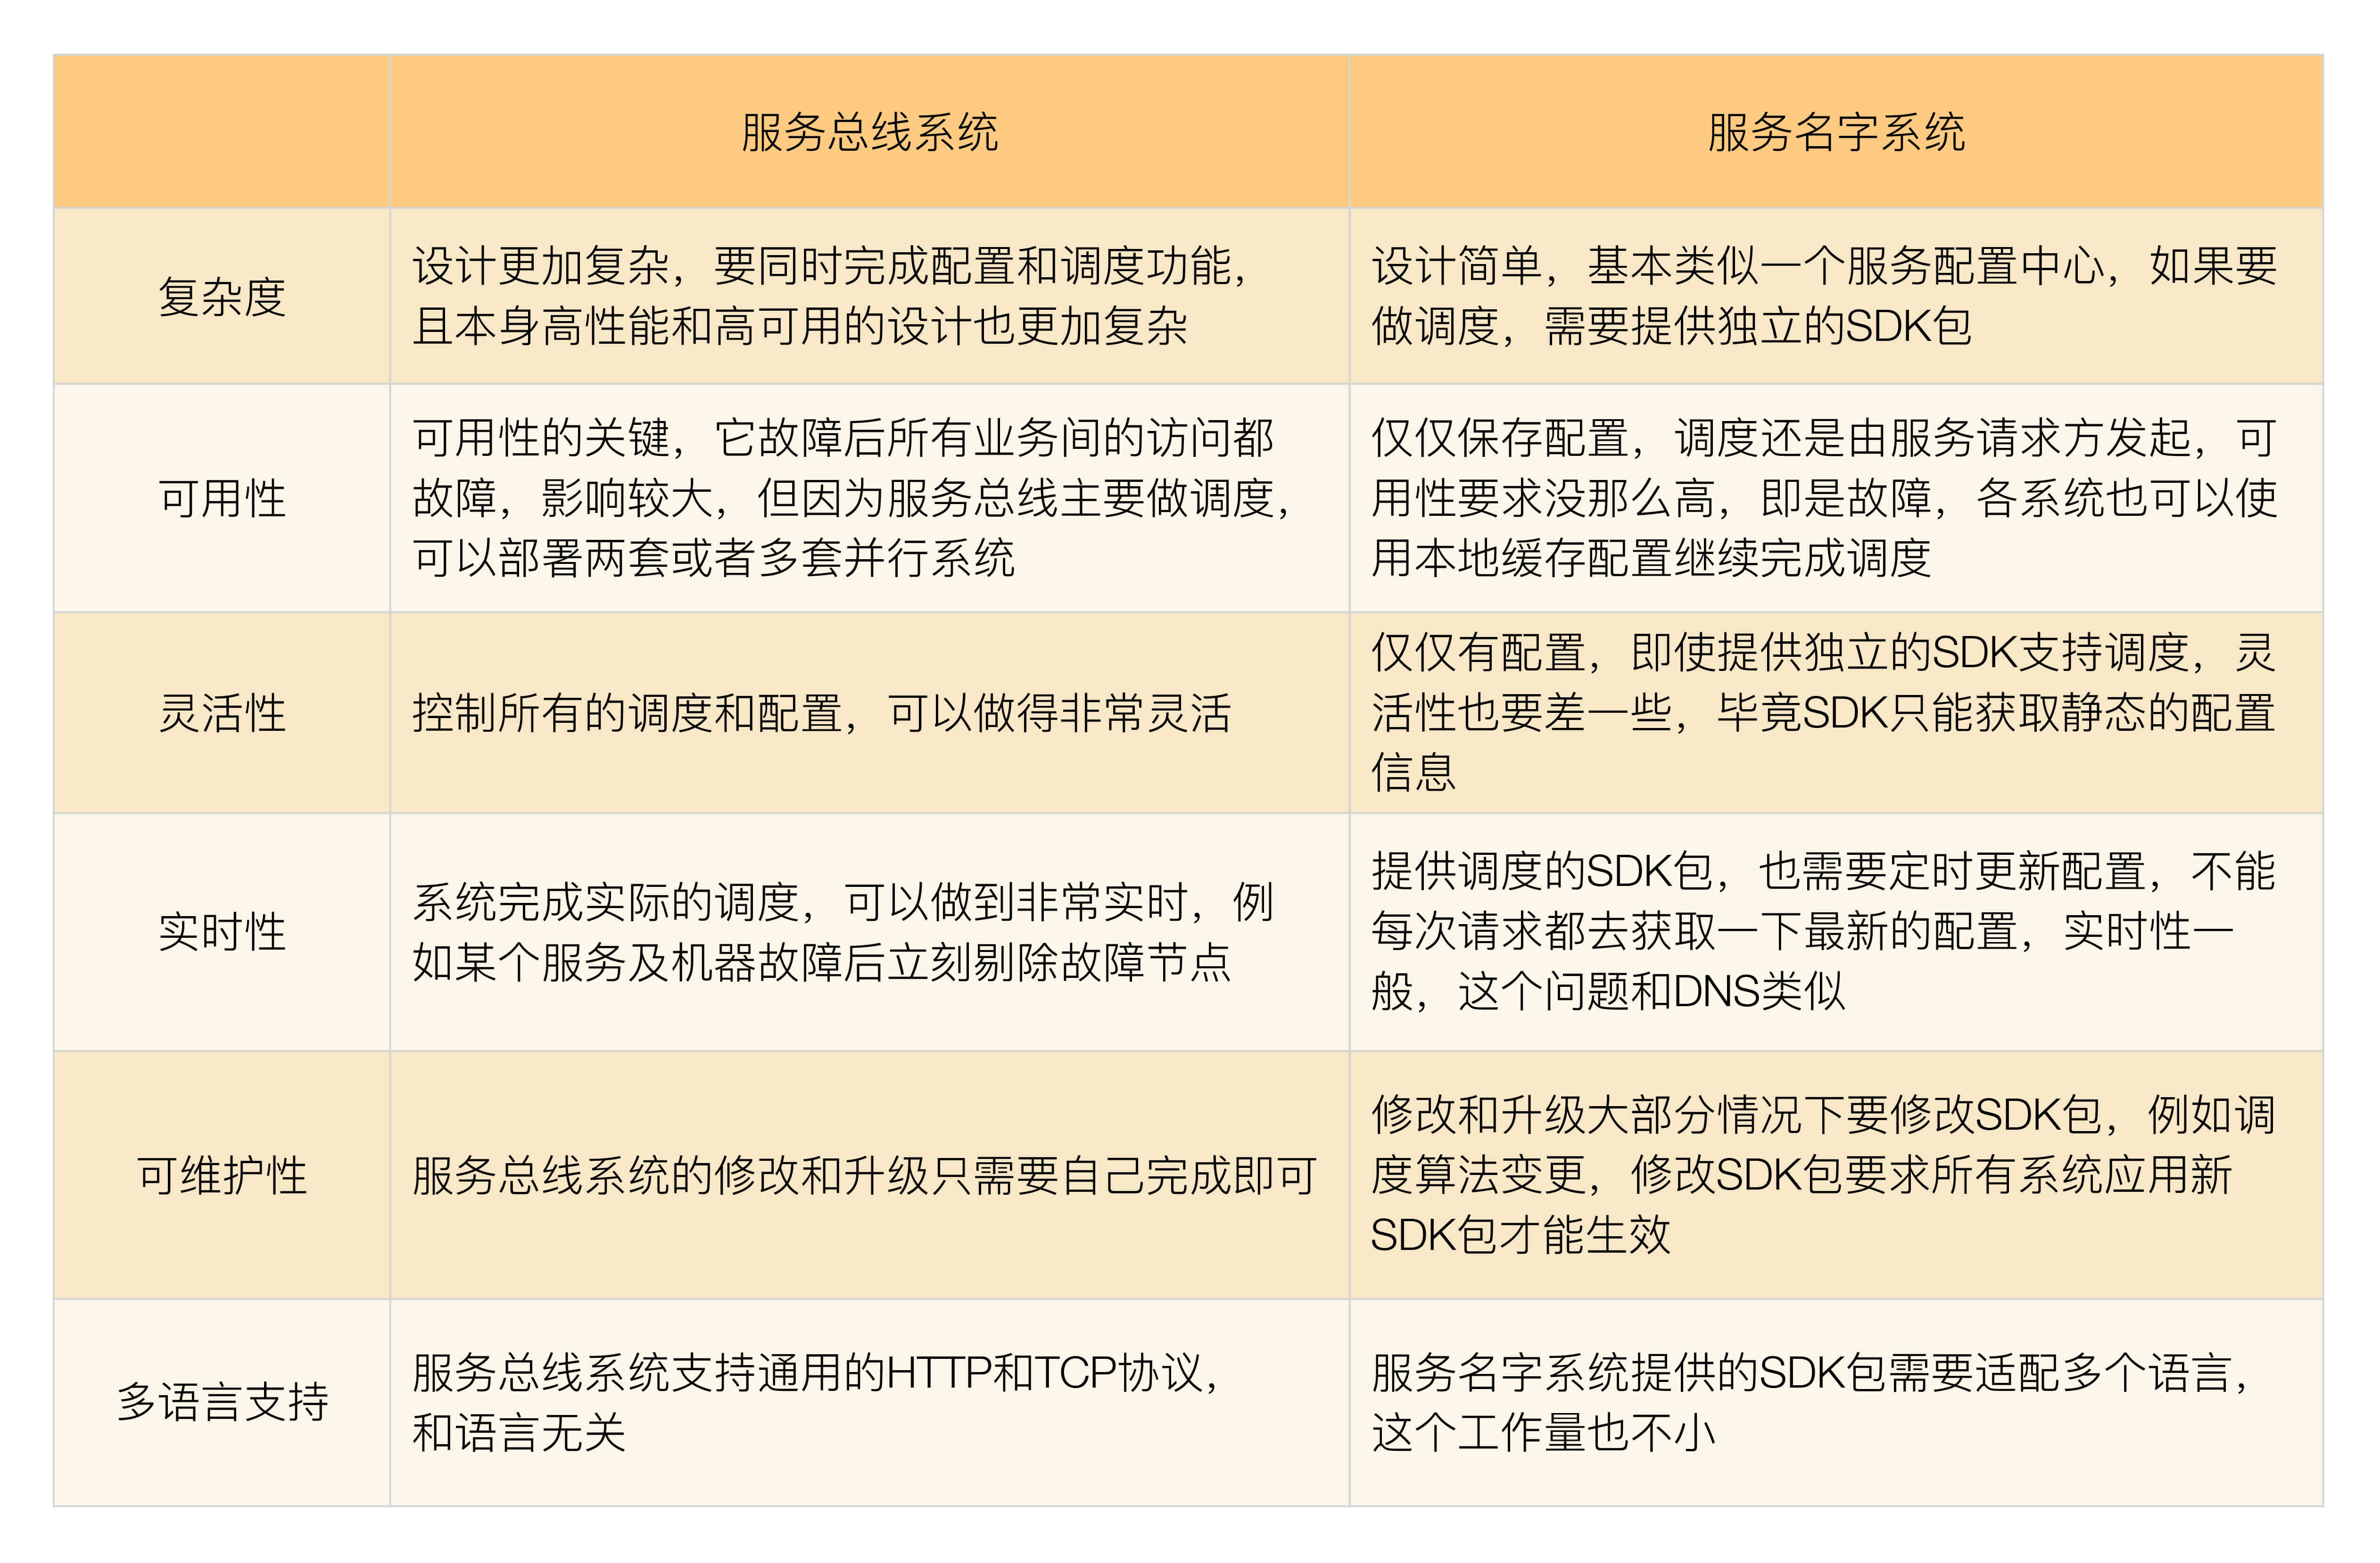 服务总线系统
服务名字系统
复杂度
设计更加复杂，要同时完成配置和调度功能，
且本身高性能和高可用的设计也更加复杂
设计简单，基本类似一个服务配置中心，如果要
做调度，需要提供独立的SDK包
可用性
可用性的关键，它故障后所有业务间的访问都
故障，影响较大，但因为服务总线主要做调度，
可以部署两套或者多套并行系统
仅仅保存配置，调度还是由服务请求方发起，可
用性要求没那么高，即是故障，各系统也可以使
用本地缓存配置继续完成调度
灵活性
控制所有的调度和配置，可以做得非常灵活
仅仅有配置，即使提供独立的SDK支持调度，灵
活性也要差一些，毕竟SDK只能获取静态的配置
信息
实时性
系统完成实际的调度，可以做到非常实时，例
如某个服务及机器故障后立刻剔除故障节点
提供调度的SDK包，也需要定时更新配置，不能
每次请求都去获取一下最新的配置，实时性一
般，这个问题和DNS类似
可维护性
服务总线系统的修改和升级只需要自己完成即可
修改和升级大部分情况下要修改SDK包，例如调
度算法变更，修改SDK包要求所有系统应用新
SDK包才能生效
多语言支持
服务总线系统支持通用的HTTP和TCP协议，
和语言无关
服务名字系统提供的SDK包需要适配多个语言，
这个工作量也不小